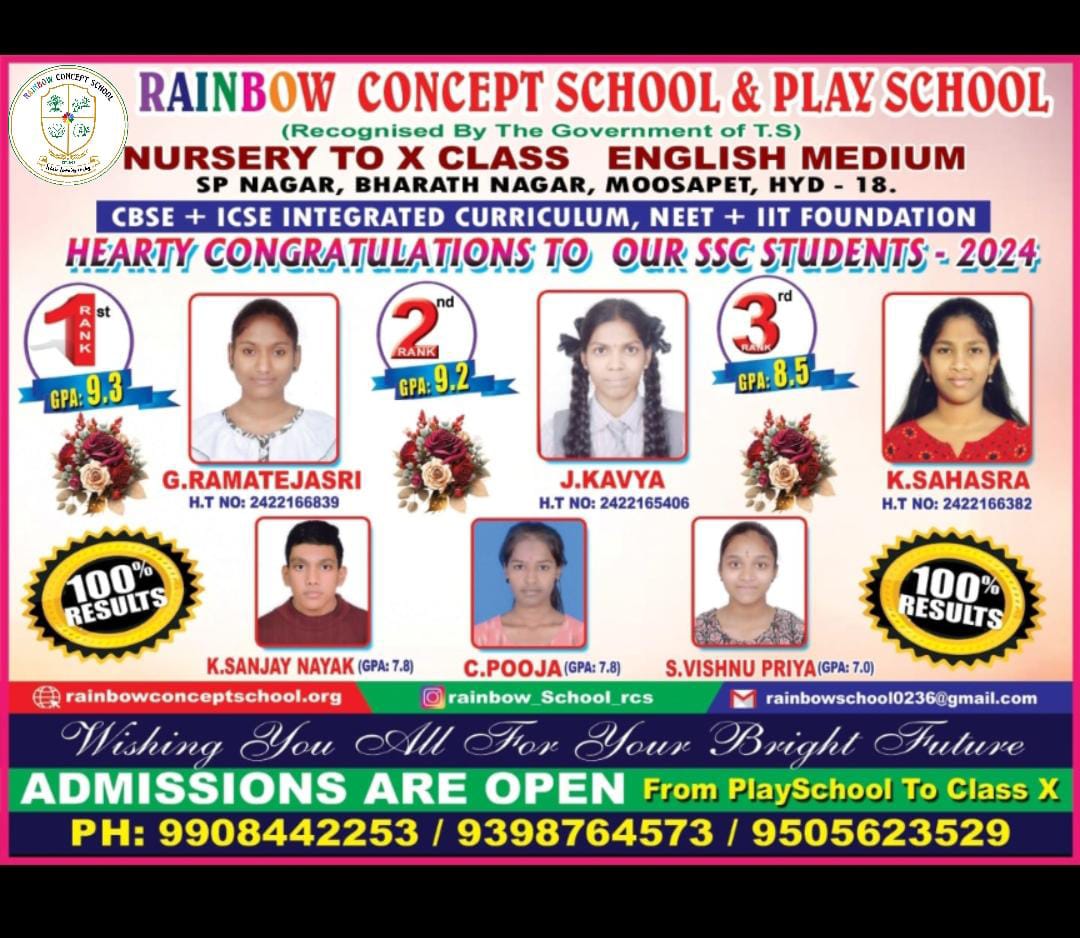 RAINBOW CONCEPT SCHOOL
RAINBOW CONCEPT SCHOOL & PLAY SCHOOL
(Recognised By The Government of T.S)
NURSERY TO X CLASS ENGLISH MEDIUM
SP NAGAR, BHARATH NAGAR, MOOSAPET, HYD - 18.
CBSE + ICSE INTEGRATED CURRICULUM, NEET + IIT FOUNDATION
HEARTY CONGRATULATIONS TO OUR SSC STUDENTS - 2024
1st RANK
GPA: 9.3
G.RAMATEJASRI
H.T NO: 2422166839
2nd RANK
GPA: 9.2
J.KAVYA
H.T NO: 2422165406
3rd RANK
GPA: 8.5
K.SAHASRA
H.T NO: 2422166382
100% RESULTS
K.SANJAY NAYAK (GPA: 7.8)
C.POOJA (GPA: 7.8)
S.VISHNU PRIYA (GPA: 7.0)
100% RESULTS
rainbowconceptschool.org
rainbow_School_rcs
rainbowschool0236@gmail.com
Wishing You All For Your Bright Future
ADMISSIONS ARE OPEN From PlaySchool To Class X
PH: 9908442253 / 9398764573 / 9505623529